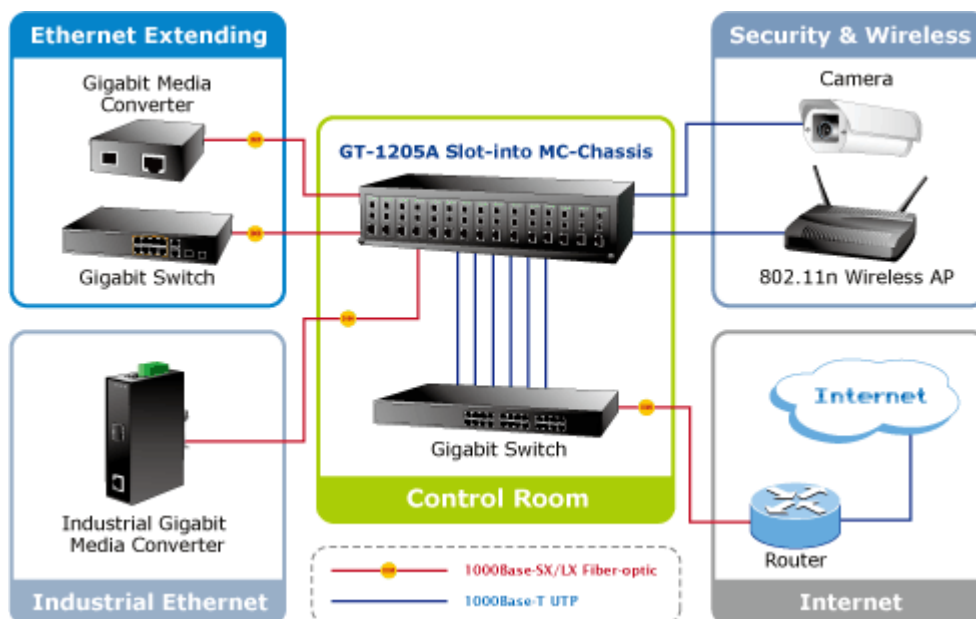 Ethernet Extending
Gigabit Media
Converter
Gigabit Switch
Security & Wireless
Camera
802.11n Wireless AP
GT-1205A Slot-into MC-Chassis
Gigabit Switch
Control Room
Industrial Gigabit
Media Converter
Industrial Ethernet
Internet
Router
Internet
1000Base-SX/LX Fiber-optic
1000Base-T UTP